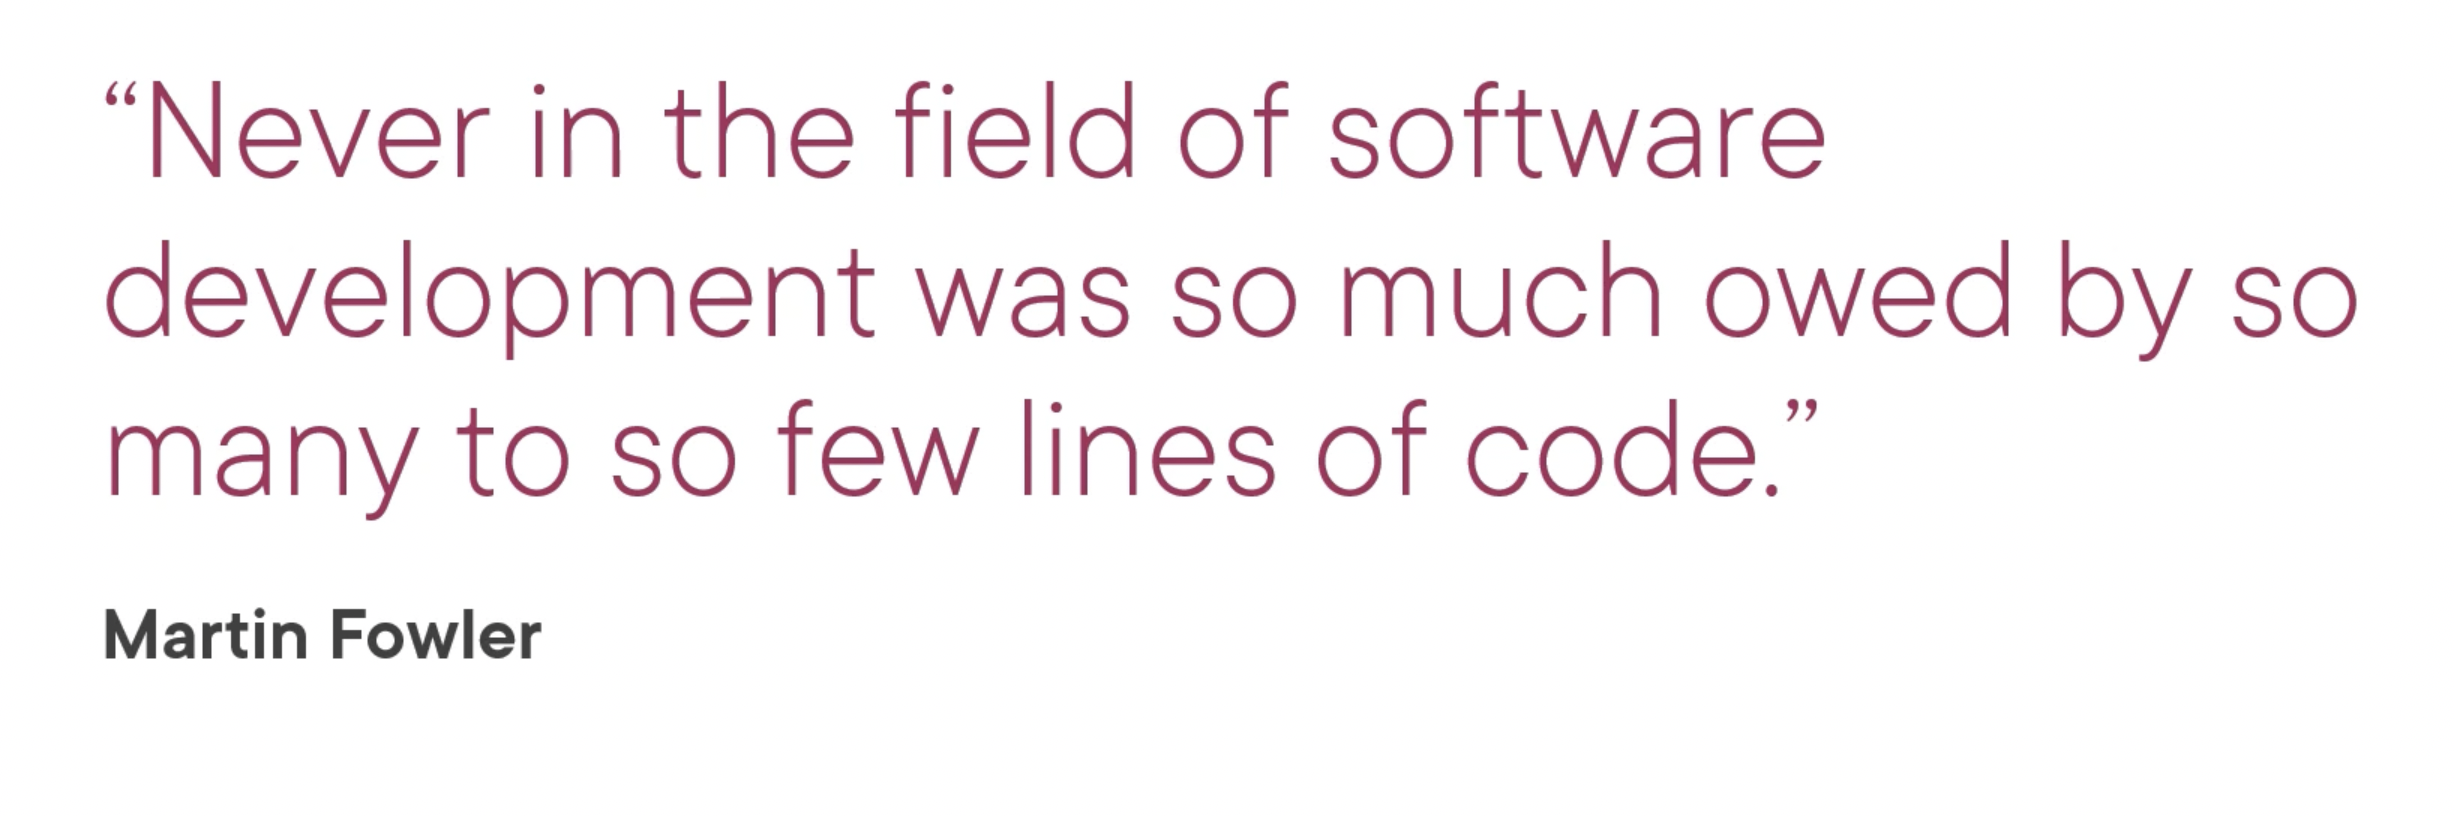 “Never in the field of software
development was so much owed by so
many to so few lines of code.”
Martin Fowler